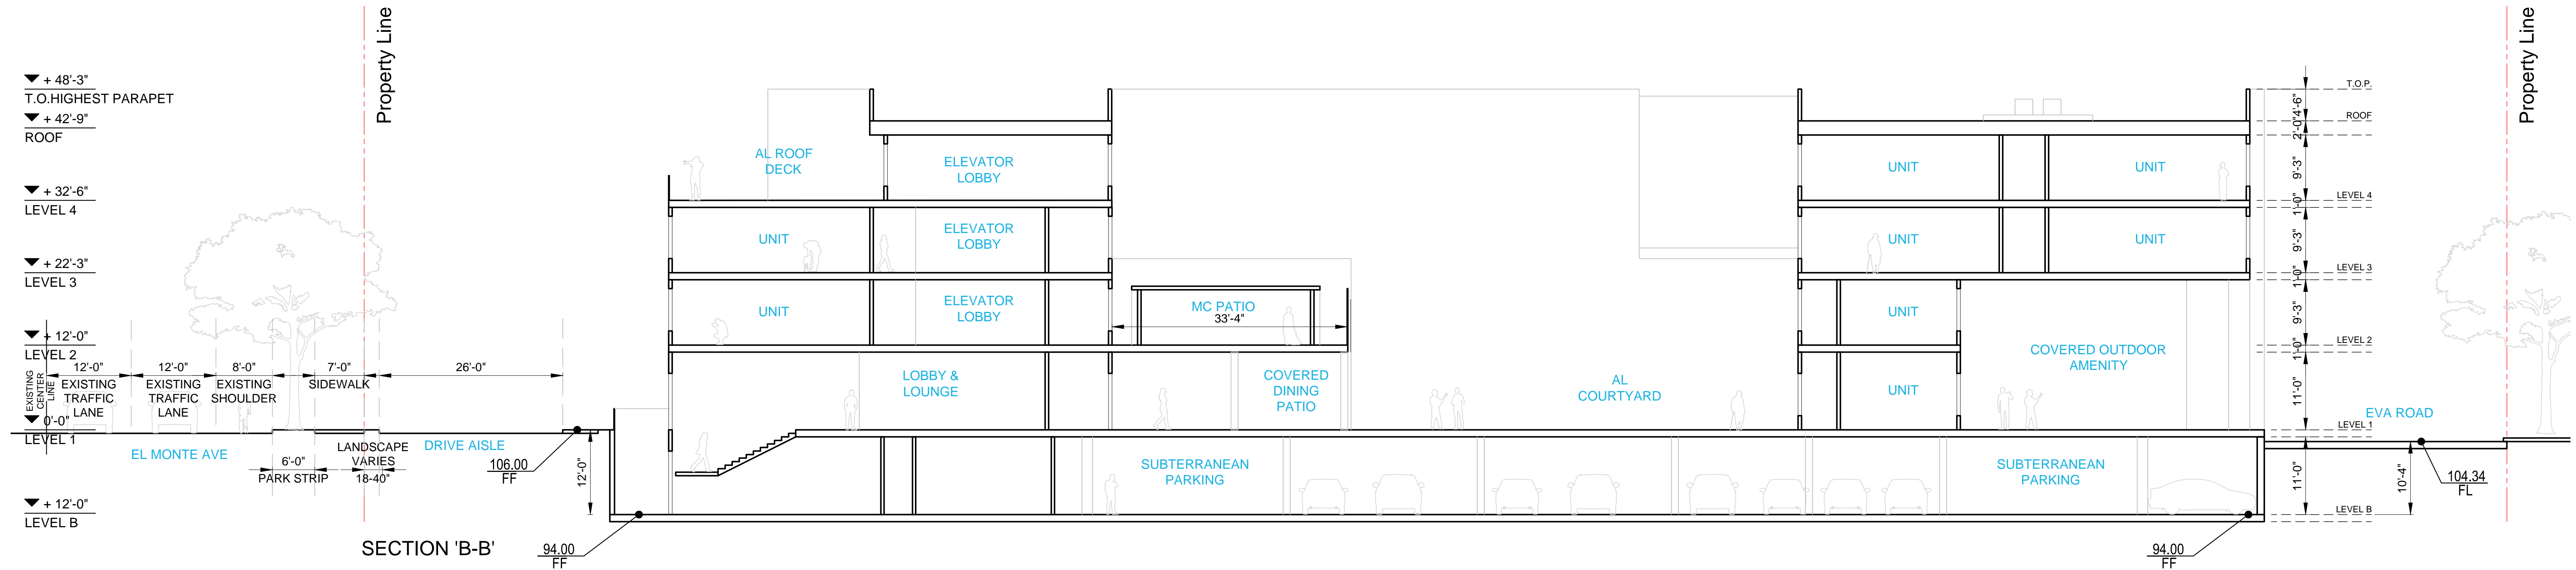 Property Line
Property Line
+ 48'-3"
T.O.HIGHEST PARAPET
+ 42'-9"
ROOF
+ 32'-6"
LEVEL 4
+ 22'-3"
LEVEL 3
+ 12'-0"
LEVEL 2
0'-0"
LEVEL 1
+ 12'-0"
LEVEL B
EXISTING
CENTER
LINE
12'-0"
EXISTING
TRAFFIC
LANE
12'-0"
EXISTING
TRAFFIC
LANE
8'-0"
EXISTING
SHOULDER
7'-0"
SIDEWALK
26'-0"
EL MONTE AVE
6'-0"
PARK STRIP
LANDSCAPE
VARIES
18-40"
DRIVE AISLE
106.00
FF
12'-0"
94.00
FF
SECTION 'B-B'
AL ROOF
DECK
ELEVATOR
LOBBY
UNIT
ELEVATOR
LOBBY
UNIT
ELEVATOR
LOBBY
LOBBY &
LOUNGE
MC PATIO
33'-4"
COVERED
DINING
PATIO
AL
COURTYARD
SUBTERRANEAN
PARKING
SUBTERRANEAN
PARKING
UNIT
UNIT
UNIT
UNIT
UNIT
UNIT
COVERED OUTDOOR
AMENITY
T.O.P.
4'-6"
ROOF
2'-0"
9'-3"
LEVEL 4
1'-0"
9'-3"
LEVEL 3
1'-0"
9'-3"
LEVEL 2
1'-0"
11'-0"
LEVEL 1
11'-0"
LEVEL B
10'-4"
EVA ROAD
104.34
FL
94.00
FF